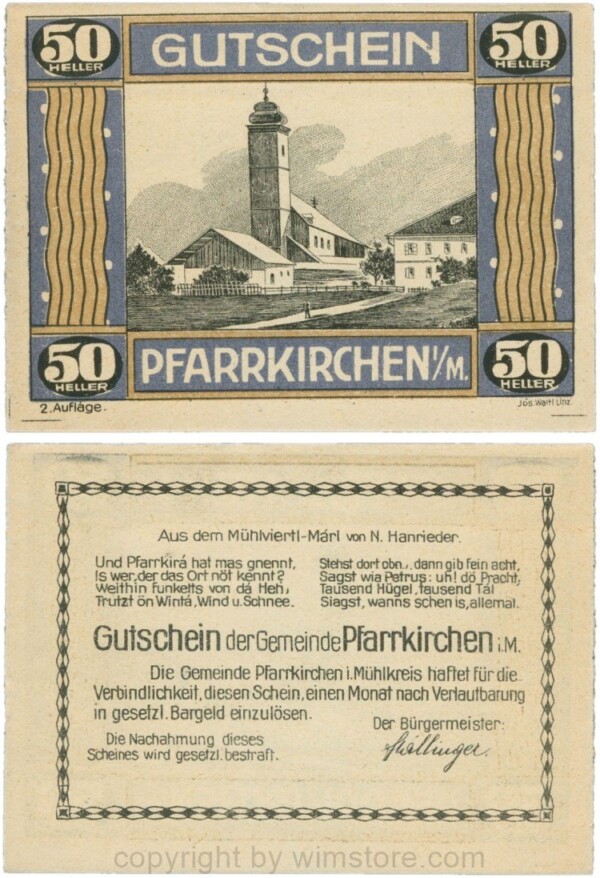 50 HELLER
GUTSCHEIN
50 HELLER
50 HELLER
PFARRKIRCHEN i/M.
50 HELLER
2. Auflage.
Jos. Waltl Linz.
Aus dem Mühlviertl-Márl von N. Hanrieder.
Und Pfarrkirá hat mas gnennt,
Is wer, der das Ort nöt kennt?
Weithin funkelts von dá Heh,
Trutzt ön Wintá, Wind u. Schnee.
Stehst dort obn., dann gib fein acht,
Sagst wia Petrus: uh! dö Pracht,
Tausend Hügel, tausend Tál
Siagst, wanns schen is, allemal.
Gutschein der Gemeinde Pfarrkirchen i.M.
Die Gemeinde Pfarrkirchen i. Mühlkreis haftet für die
Verbindlichkeit, diesen Schein, einen Monat nach Verlautbarung
in gesetzl. Bargeld einzulösen.
Der Bürgermeister:
Die Nachahmung dieses
Scheines wird gesetzl. bestraft.
copyright by wimstore.com